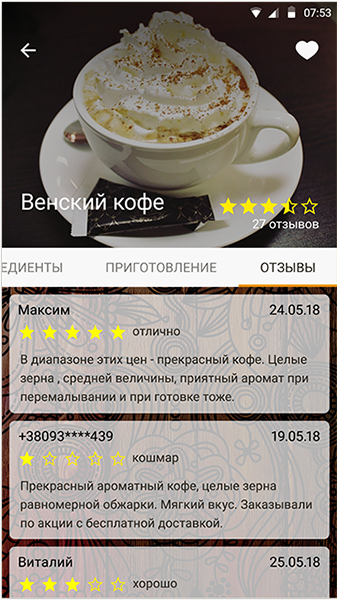 07:53
Венский кофе
27 отзывов
ЕДИЕНТЫ ПРИГОТОВЛЕНИЕ ОТЗЫВЫ
Максим 24.05.18
отлично
В диапазоне этих цен - прекрасный кофе. Целые
зерна , средней величины, приятный аромат при
перемалывании и при готовке тоже.
+38093****439 19.05.18
кошмар
Прекрасный ароматный кофе, целые зерна
равномерной обжарки. Мягкий вкус. Заказывали
по акции с бесплатной доставкой.
Виталий 25.05.18
хорошо